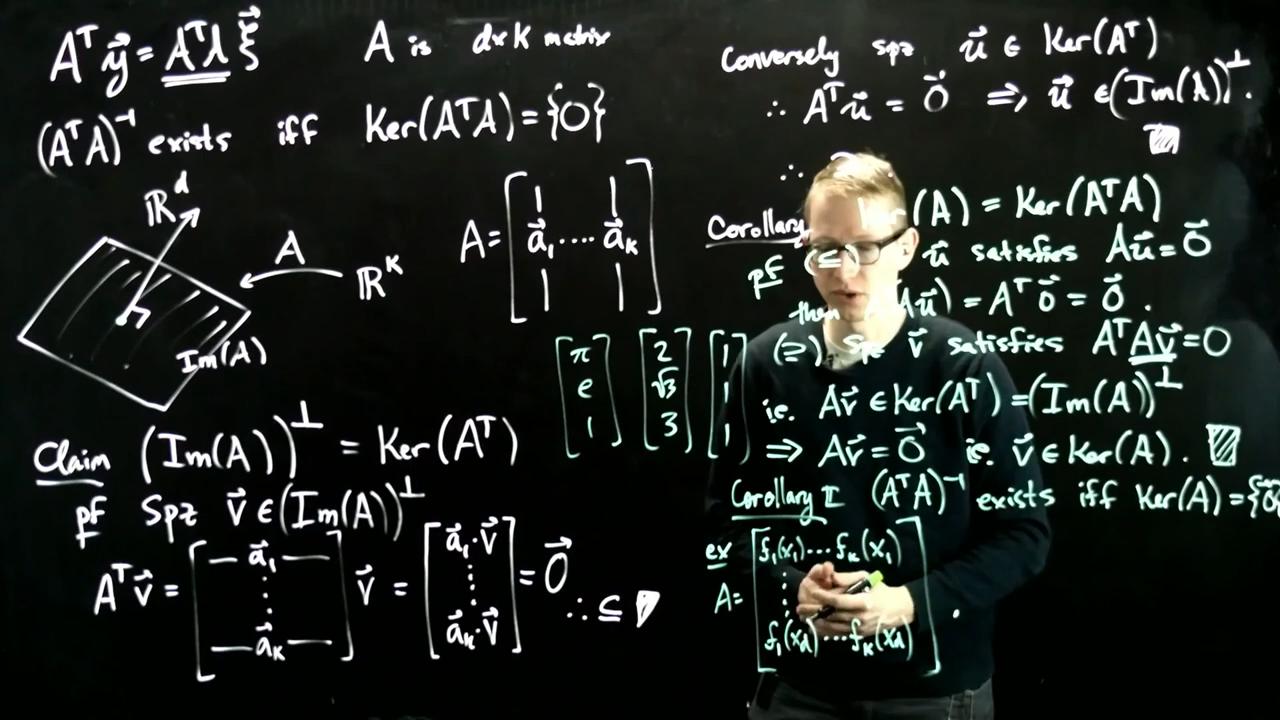 Aᵀy⃗ = AᵀA ξ⃗
A is dxk matrix
(AᵀA)⁻¹ exists iff Ker(AᵀA) = {0}
ℝᵈ
A
ℝᴷ
Im(A)
A = [ | | a⃗₁ ..... a⃗ₖ | | ]
[π e 1] [2 √3 3] [1 1 1]
Claim (Im(A))^⊥ = Ker(Aᵀ)
pf Spz v⃗ ∈ (Im(A))^⊥
Aᵀv⃗ = [ — a⃗₁ — ⋮ — a⃗ₖ — ] v⃗ = [ a⃗₁·v⃗ ⋮ a⃗ₖ·v⃗ ] = 0⃗ ∴ ⊆
Conversely spz u⃗ ∈ Ker(Aᵀ)
∴ Aᵀu⃗ = 0⃗ ⇒ u⃗ ∈ (Im(A))^⊥.
∴
Corollary (A) = Ker(AᵀA)
pf (⊆) u⃗ satisfies Au⃗ = 0⃗
then Au⃗) = Aᵀ0⃗ = 0⃗ .
(⊇) Spz v⃗ satisfies AᵀAv⃗ = 0
ie. Av⃗ ∈ Ker(Aᵀ) = (Im(A))^⊥
⇒ Av⃗ = 0⃗ ie. v⃗ ∈ Ker(A).
Corollary II (AᵀA)⁻¹ exists iff Ker(A) = {0}
ex
A = [ f₁(x₁) ... fₖ(x₁) ⋮ f₁(x_d) ... fₖ(x_d) ] .